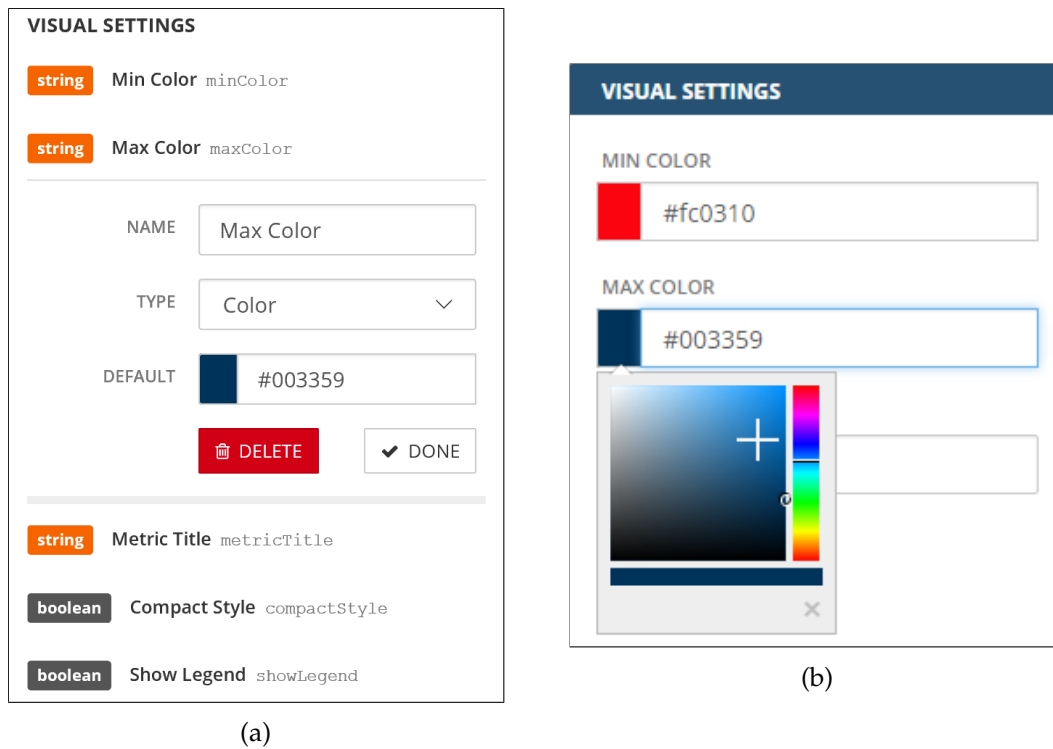 VISUAL SETTINGS
string Min Color minColor
string Max Color maxColor
NAME Max Color
TYPE Color
DEFAULT #003359
DELETE DONE
string Metric Title metricTitle
boolean Compact Style compactStyle
boolean Show Legend showLegend
(a)
VISUAL SETTINGS
MIN COLOR
#fc0310
MAX COLOR
#003359
(b)